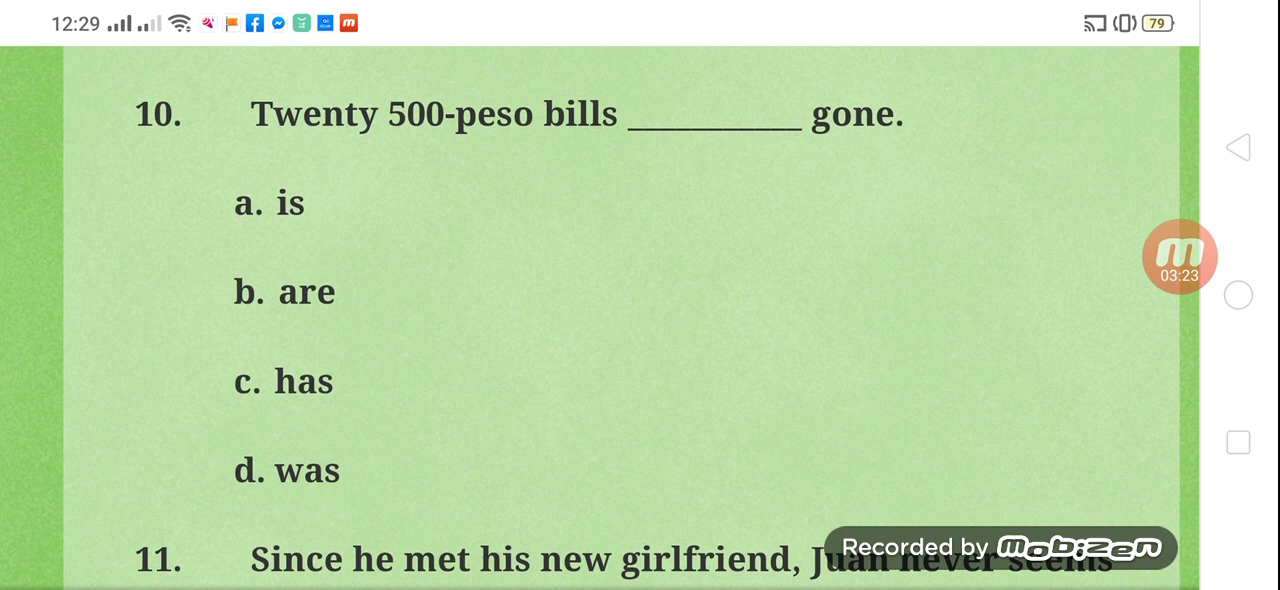 12:29
79
10. Twenty 500-peso bills __________ gone.
a. is
03:23
b. are
c. has
d. was
Recorded by mobizen
11. Since he met his new girlfriend, Juan never seems